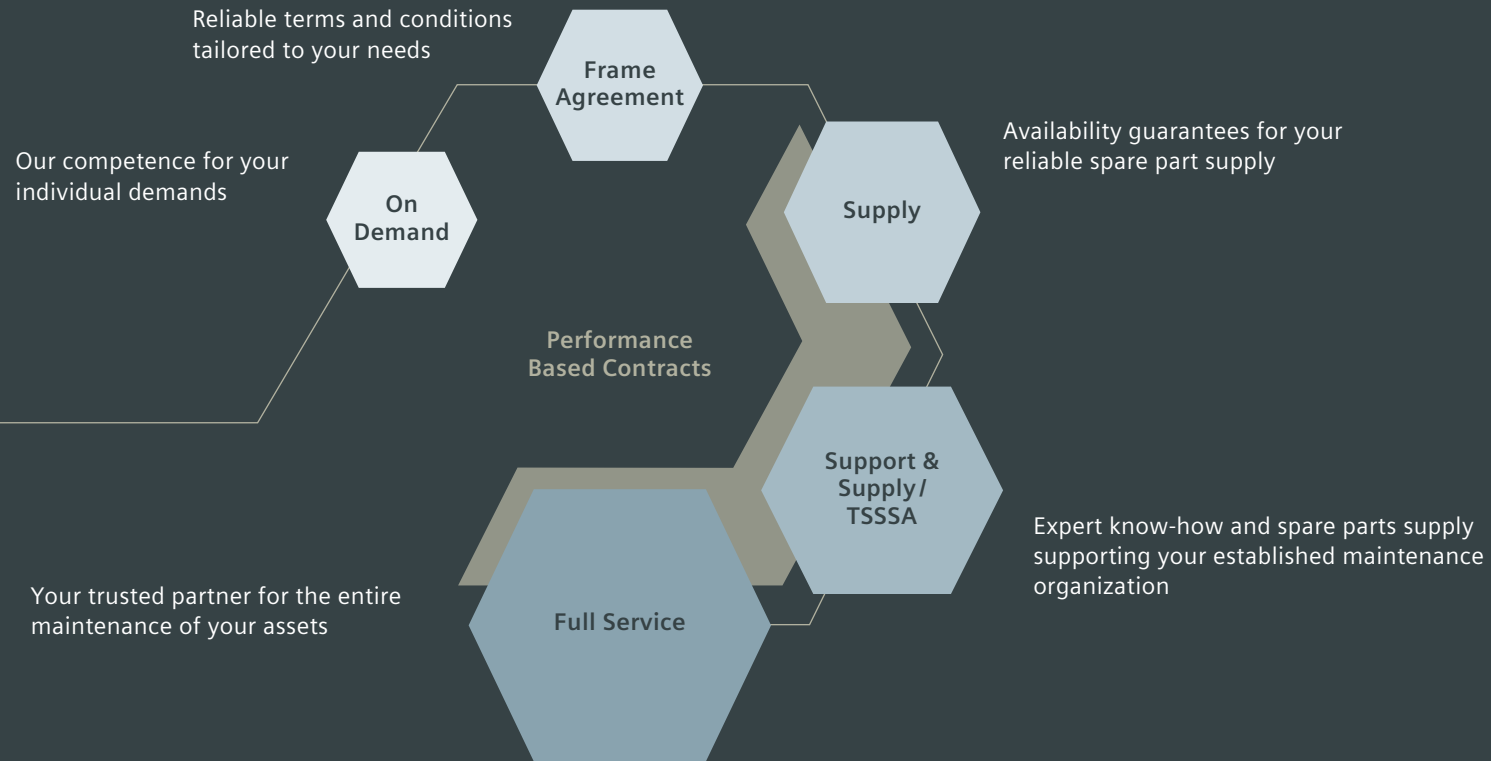 Reliable terms and conditions
tailored to your needs
Frame
Agreement
Our competence for your
individual demands
On
Demand
Availability guarantees for your
reliable spare part supply
Supply
Performance
Based Contracts
Support &
Supply/
TSSSA
Expert know-how and spare parts supply
supporting your established maintenance
organization
Your trusted partner for the entire
maintenance of your assets
Full Service